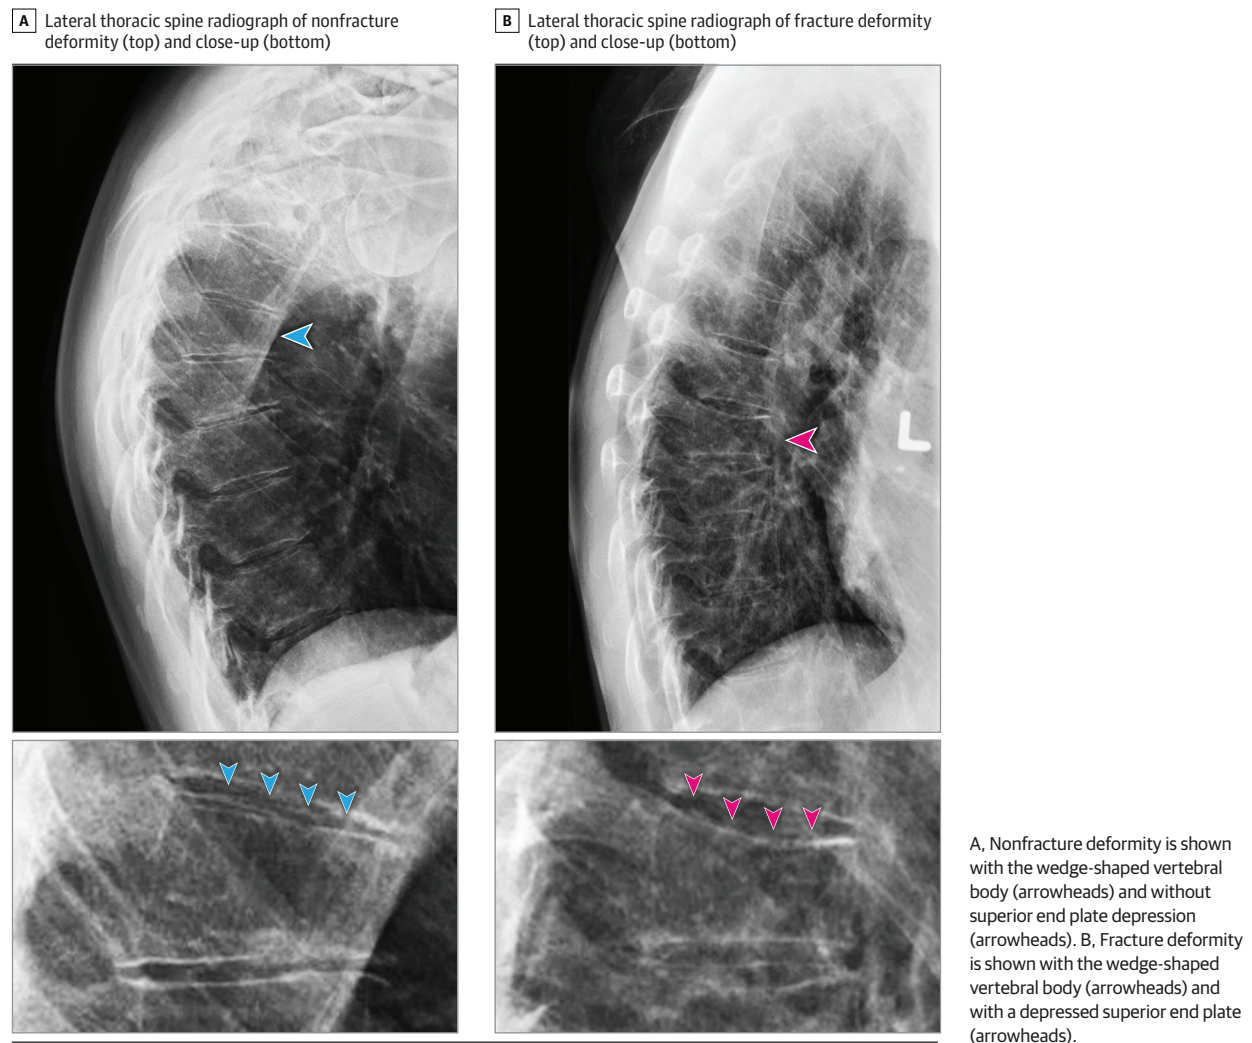 A Lateral thoracic spine radiograph of nonfracture
deformity (top) and close-up (bottom)
B Lateral thoracic spine radiograph of fracture deformity
(top) and close-up (bottom)
L
A, Nonfracture deformity is shown
with the wedge-shaped vertebral
body (arrowheads) and without
superior end plate depression
(arrowheads). B, Fracture deformity
is shown with the wedge-shaped
vertebral body (arrowheads) and
with a depressed superior end plate
(arrowheads).